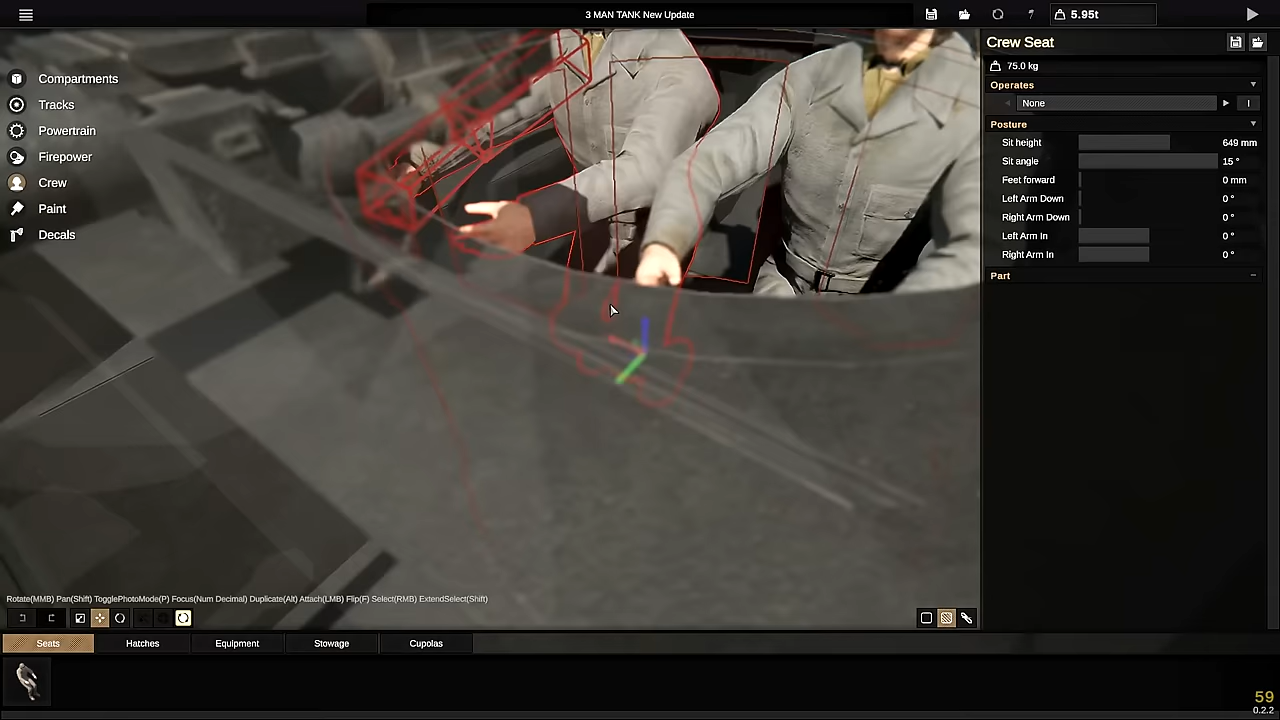 3 MAN TANK New Update
5.95t
Crew Seat
75.0 kg
Operates
None
Posture
Sit height 649 mm
Sit angle 15 °
Feet forward 0 mm
Left Arm Down 0 °
Right Arm Down 0 °
Left Arm In 0 °
Right Arm In 0 °
Part
Compartments
Tracks
Powertrain
Firepower
Crew
Paint
Decals
Rotate(MMB) Pan(Shift) TogglePhotoMode(P) Focus(Num Decimal) Duplicate(Alt) Attach(LMB) Flip(F) Select(RMB) ExtendSelect(Shift)
Seats Hatches Equipment Stowage Cupolas
59
0.2.2